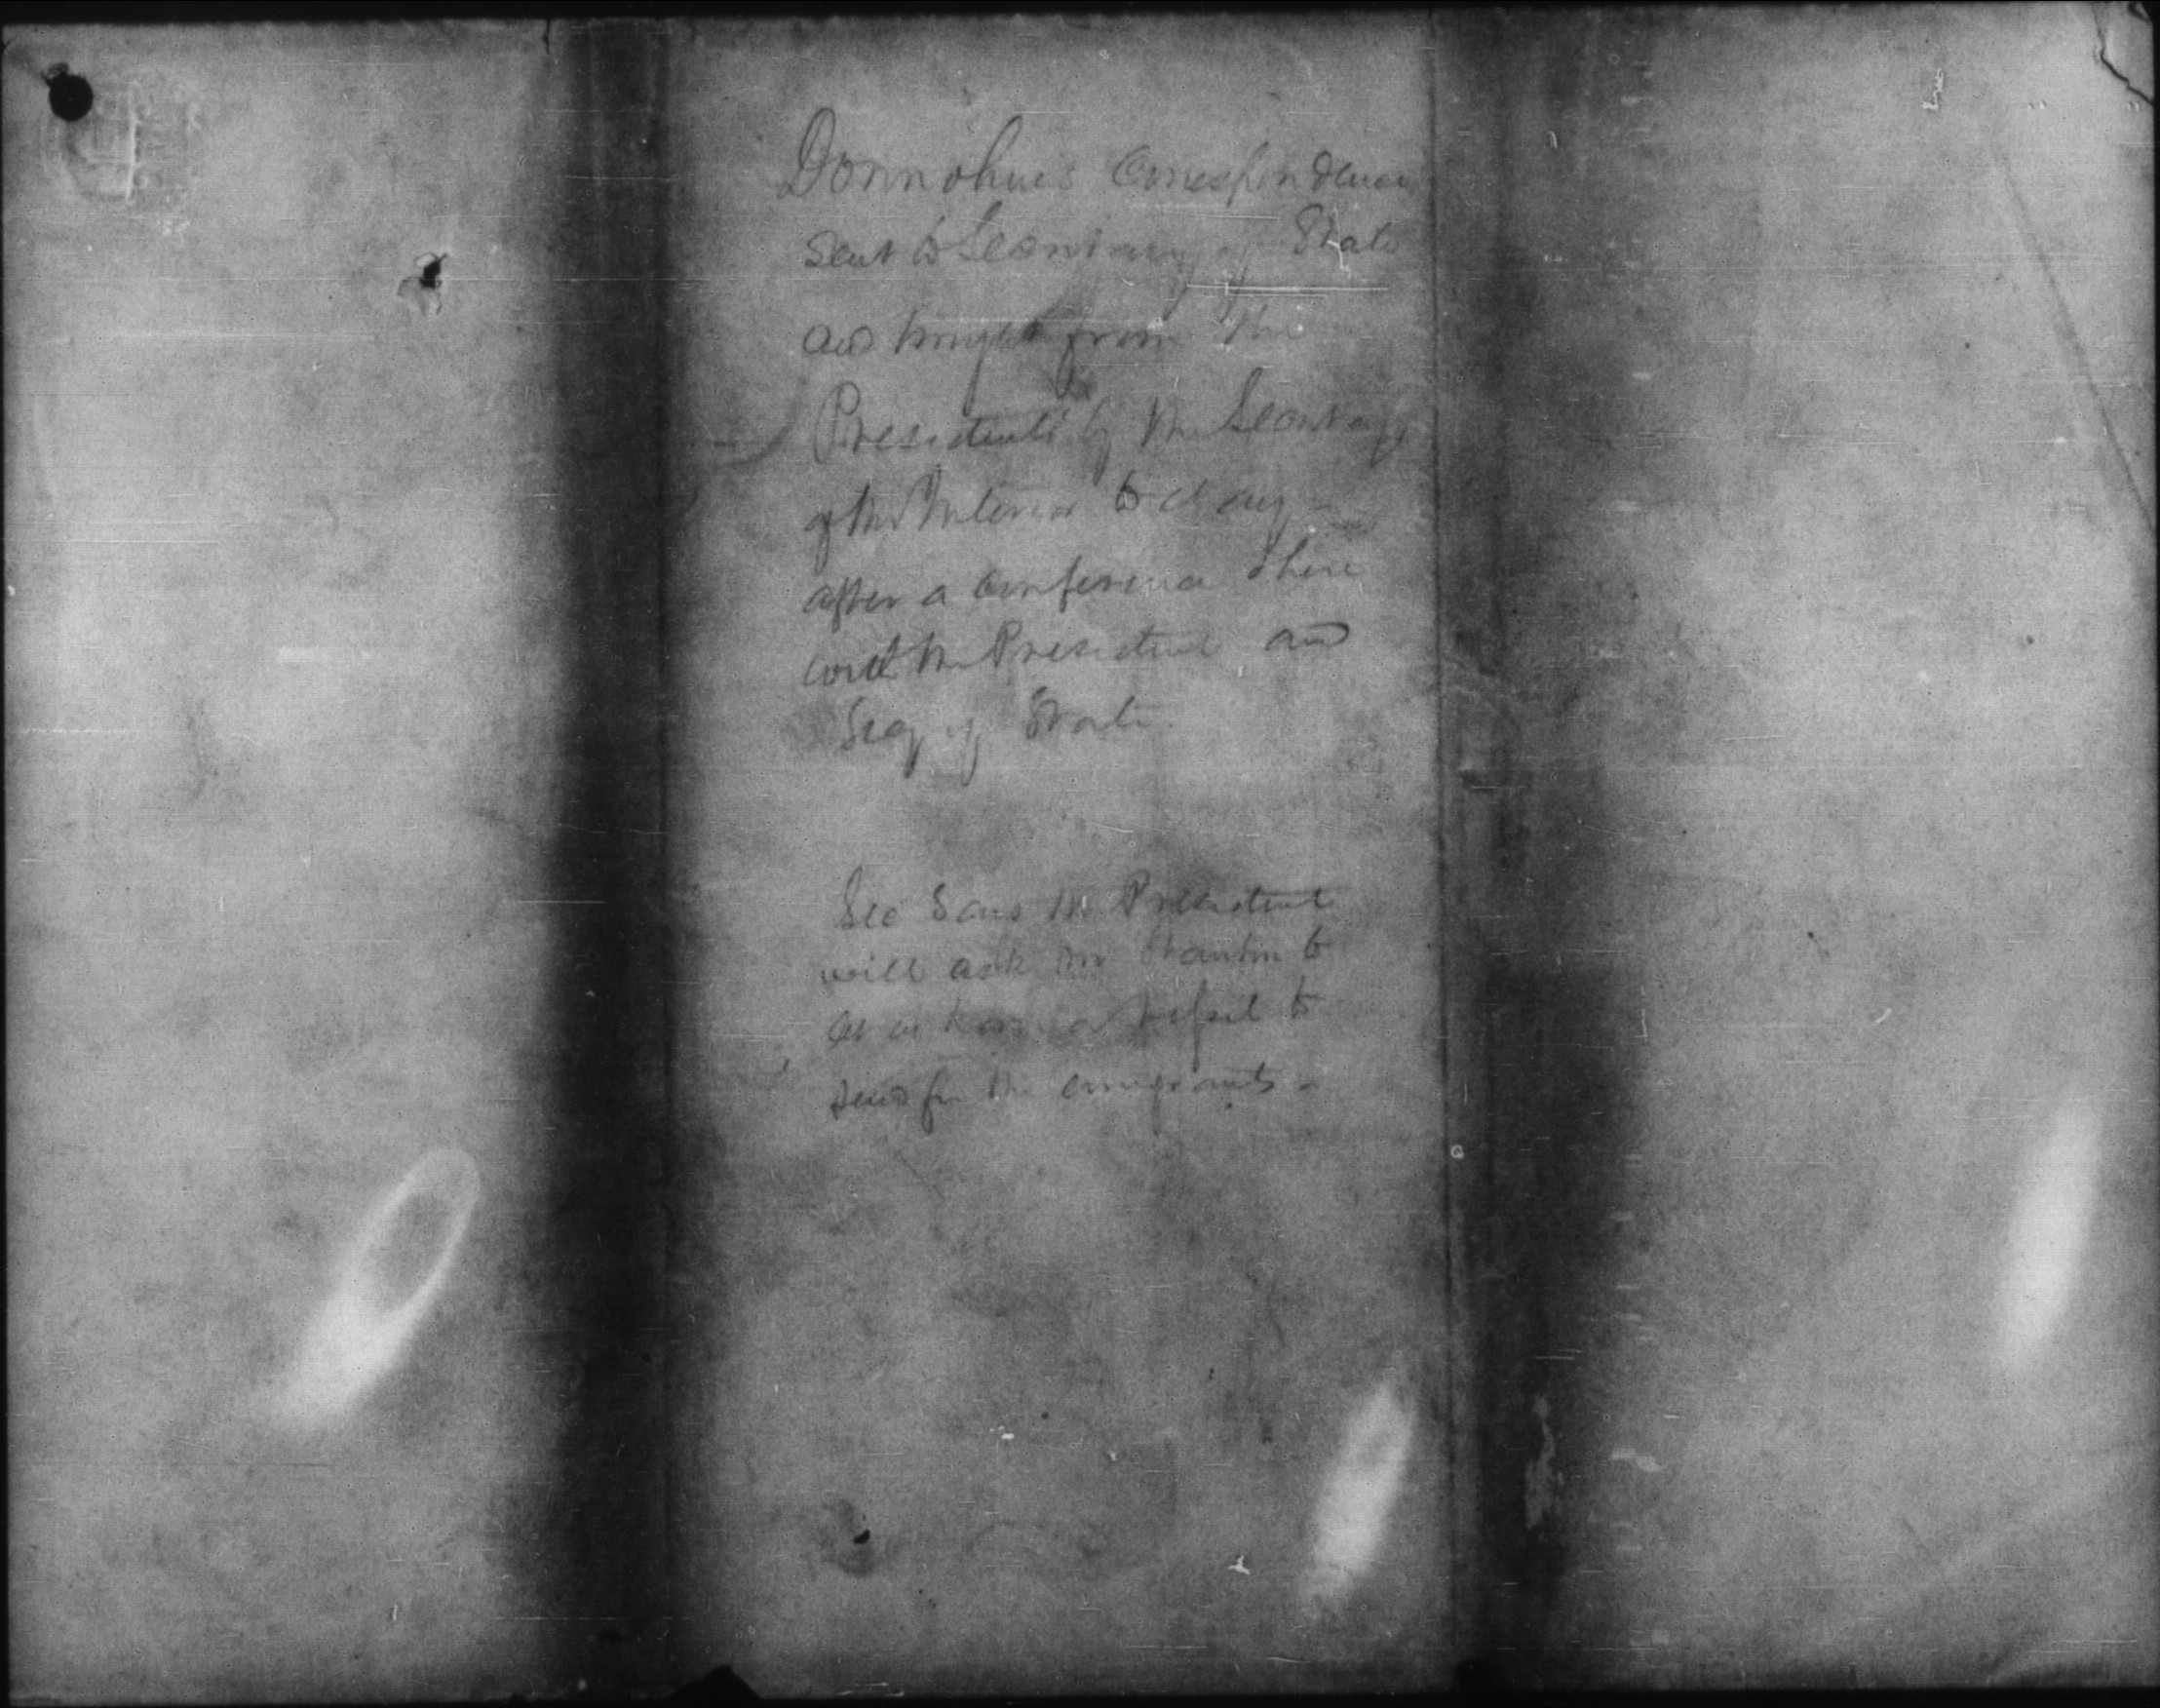 Donnohue's Correspondence
sent to Secretary of State
and brought from the
Presidents by the Secretary
of the Interior to day -
after a conference there
with the President and
Secy of State.
Sec says the President
will ask Mr Stanton to
vessel to
send for the emigrants -